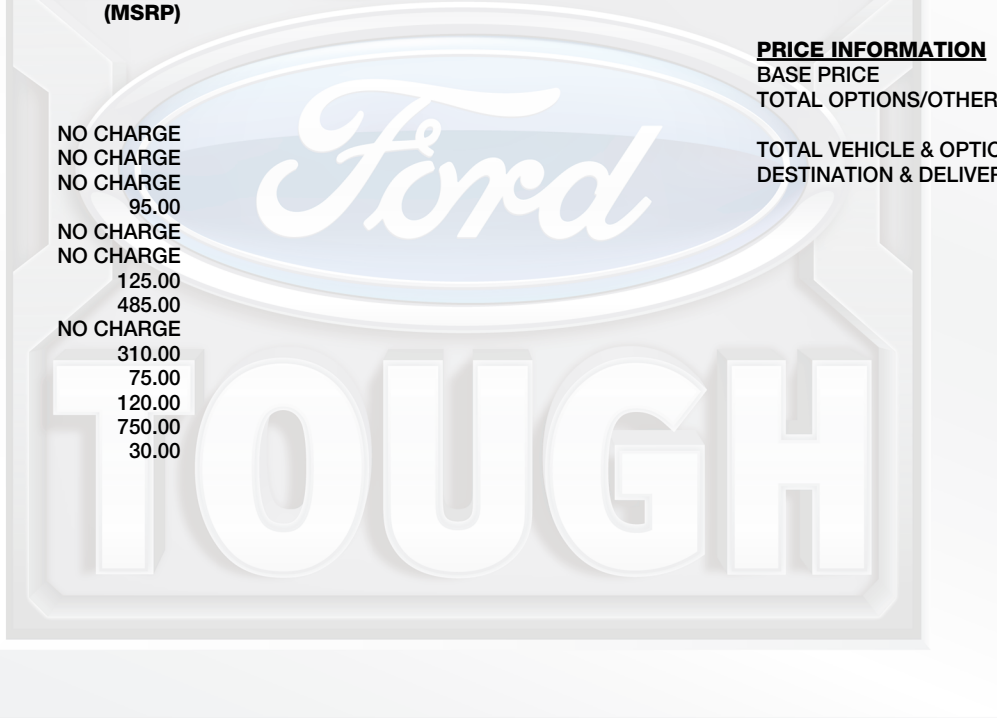 (MSRP)
NO CHARGE
NO CHARGE
NO CHARGE
95.00
NO CHARGE
NO CHARGE
125.00
485.00
NO CHARGE
310.00
75.00
120.00
750.00
30.00
PRICE INFORMATION
BASE PRICE
TOTAL OPTIONS/OTHER
TOTAL VEHICLE & OPTIO
DESTINATION & DELIVER
Ford
TOUGH